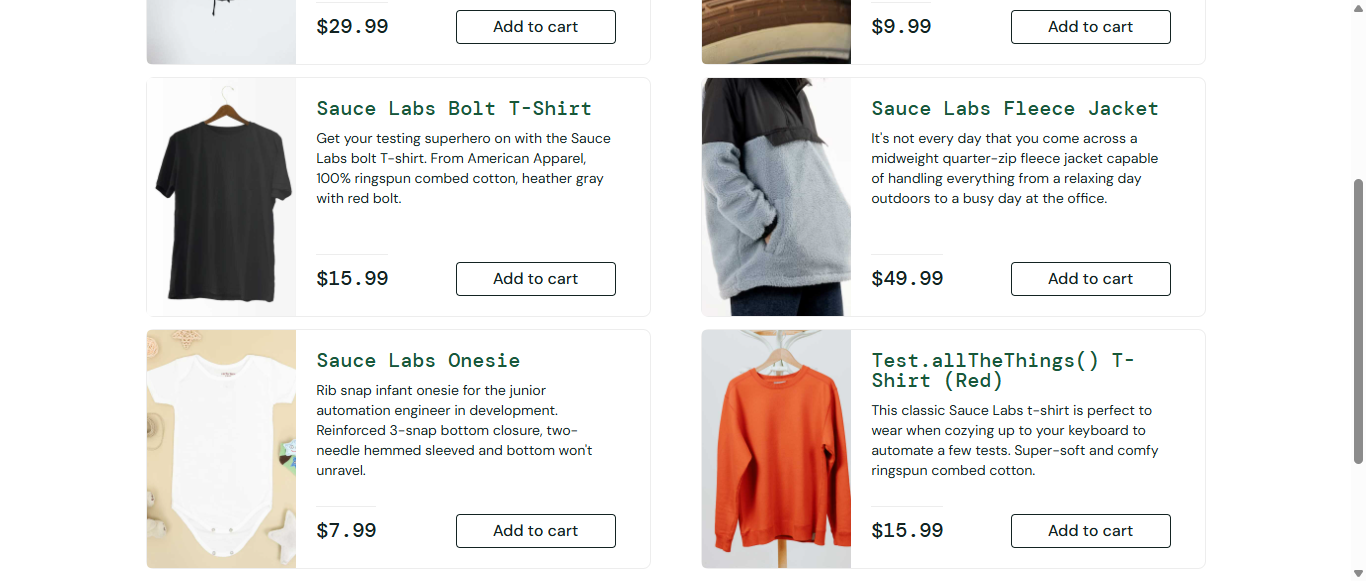 $29.99
Add to cart
$9.99
Add to cart
Sauce Labs Bolt T-Shirt
Get your testing superhero on with the Sauce
Labs bolt T-shirt. From American Apparel,
100% ringspun combed cotton, heather gray
with red bolt.
$15.99
Add to cart
Sauce Labs Fleece Jacket
It's not every day that you come across a
midweight quarter-zip fleece jacket capable
of handling everything from a relaxing day
outdoors to a busy day at the office.
$49.99
Add to cart
Sauce Labs Onesie
Rib snap infant onesie for the junior
automation engineer in development.
Reinforced 3-snap bottom closure, two-
needle hemmed sleeved and bottom won't
unravel.
$7.99
Add to cart
Test.allTheThings() T-
Shirt (Red)
This classic Sauce Labs t-shirt is perfect to
wear when cozying up to your keyboard to
automate a few tests. Super-soft and comfy
ringspun combed cotton.
$15.99
Add to cart